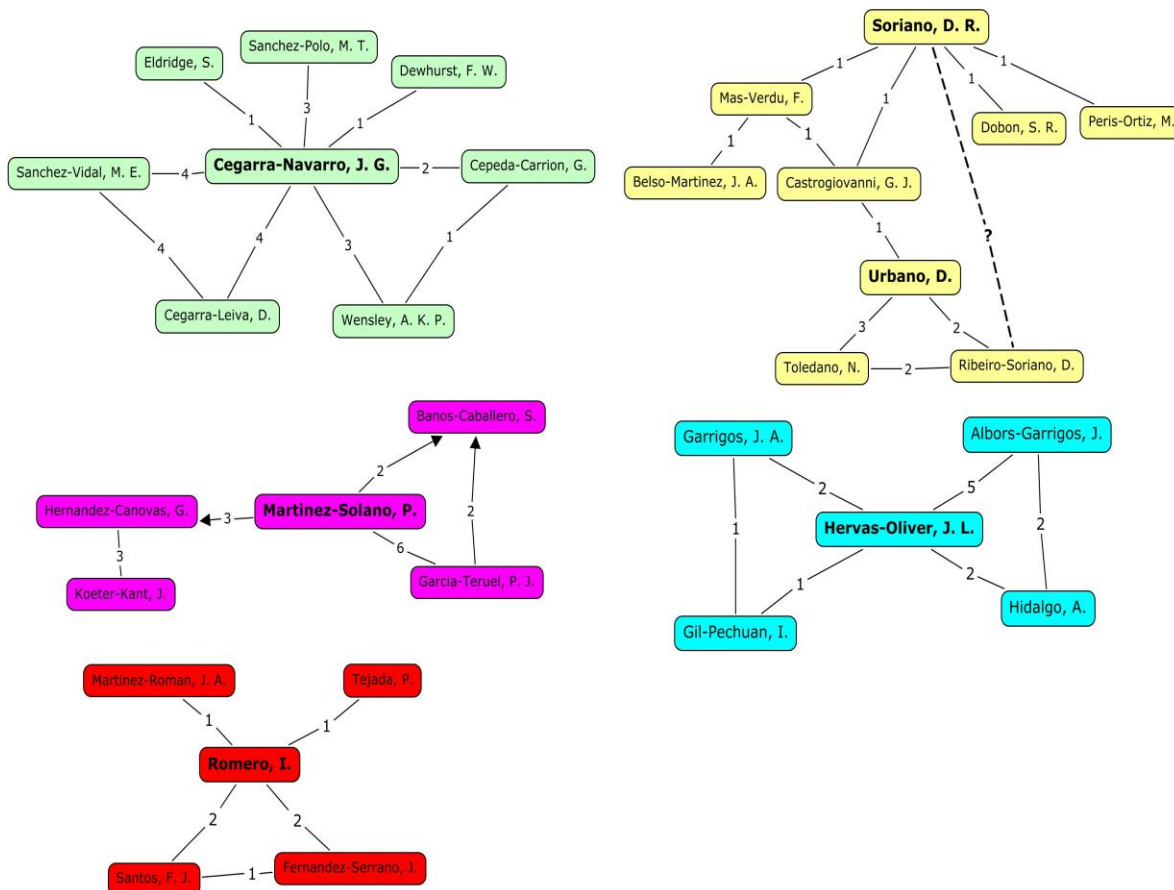 Sanchez-Polo, M. T.
Eldridge, S.
Dewhurst, F. W.
3
1
1
Cegarra-Navarro, J. G.
Sanchez-Vidal, M. E.
4
2
Cepeda-Carrion, G.
4
4
3
1
Cegarra-Leiva, D.
Wensley, A. K. P.
Soriano, D. R.
1
1
1
1
Mas-Verdu, F.
Dobon, S. R.
Peris-Ortiz, M.
1
1
Belso-Martinez, J. A.
Castrogiovanni, G. J.
1
?
Urbano, D.
3
2
Toledano, N.
2
Ribeiro-Soriano, D.
Banos-Caballero, S.
2
Hernandez-Canovas, G.
3
Martinez-Solano, P.
2
3
6
Koeter-Kant, J.
Garcia-Teruel, P. J.
Garrigos, J. A.
Albors-Garrigos, J.
2
5
1
Hervas-Oliver, J. L.
2
1
2
Gil-Pechuan, I.
Hidalgo, A.
Martinez-Roman, J. A.
Tejada, P.
1
1
Romero, I.
2
2
Santos, F. J.
1
Fernandez-Serrano, J.